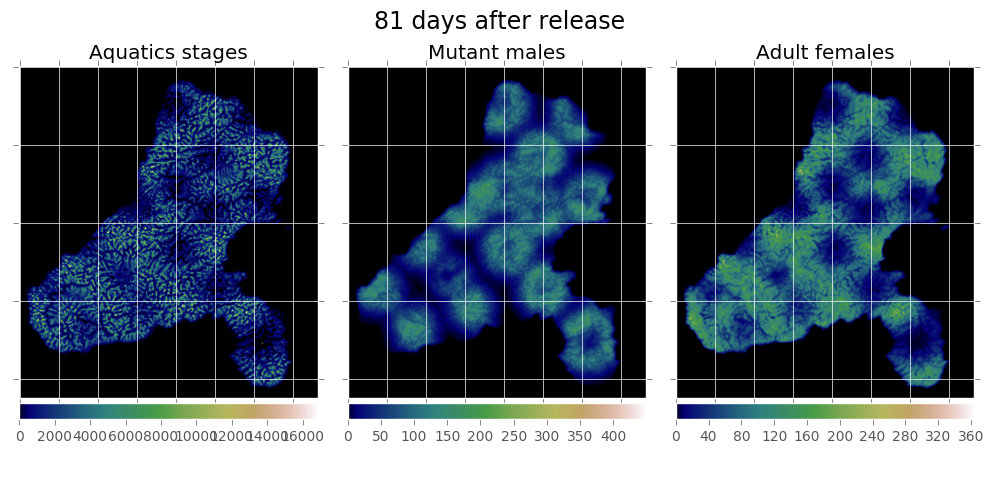 81 days after release
Aquatics stages
Mutant males
Adult females
0 2000 4000 6000 8000 10000 12000 14000 16000
0 50 100 150 200 250 300 350 400
0 40 80 120 160 200 240 280 320 360